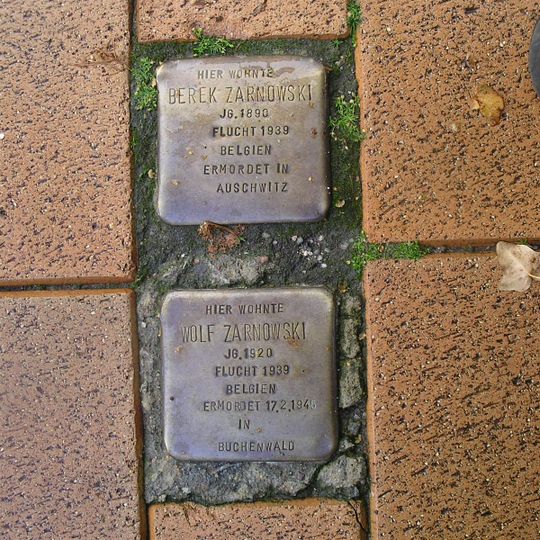 HIER WOHNTE
BEREK ZARNOWSKI
JG. 1890
FLUCHT 1939
BELGIEN
ERMORDET IN
AUSCHWITZ
HIER WOHNTE
WOLF ZARNOWSKI
JG. 1920
FLUCHT 1939
BELGIEN
ERMORDET 17.2.1945
IN
BUCHENWALD